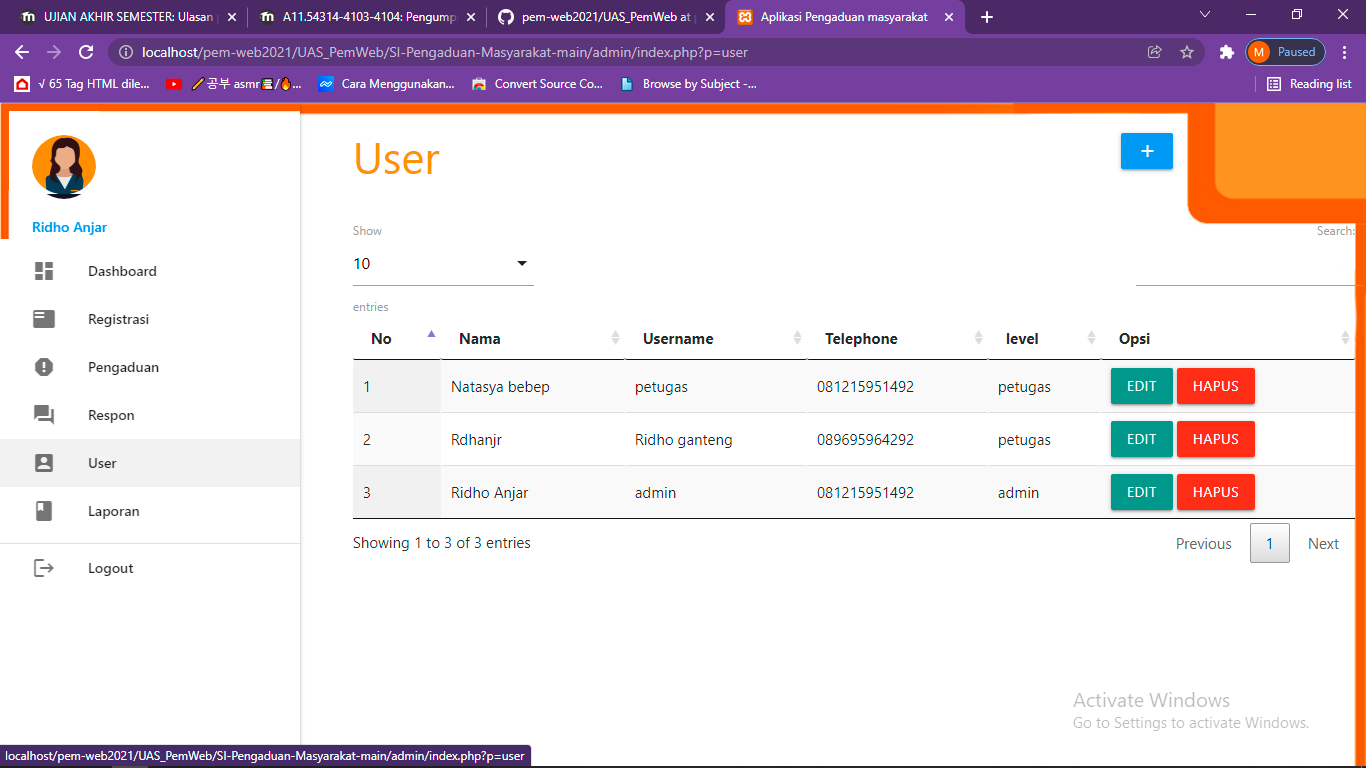 UJIAN AKHIR SEMESTER: Ulasan
A11.54314-4103-4104: Pengump
pem-web2021/UAS_PemWeb at
Aplikasi Pengaduan masyarakat
localhost/pem-web2021/UAS_PemWeb/SI-Pengaduan-Masyarakat-main/admin/index.php?p=user
M Paused
√ 65 Tag HTML dile...
공부 asmr📚/🔥...
Cara Menggunakan...
Convert Source Co...
Browse by Subject -...
Reading list
Ridho Anjar
Dashboard
Registrasi
Pengaduan
Respon
User
Laporan
Logout
User
+
Show
Search:
10
entries
No Nama Username Telephone level Opsi
1 Natasya bebep petugas 081215951492 petugas EDIT HAPUS
2 Rdhanjr Ridho ganteng 089695964292 petugas EDIT HAPUS
3 Ridho Anjar admin 081215951492 admin EDIT HAPUS
Showing 1 to 3 of 3 entries
Previous 1 Next
Activate Windows
Go to Settings to activate Windows.
localhost/pem-web2021/UAS_PemWeb/SI-Pengaduan-Masyarakat-main/admin/index.php?p=user